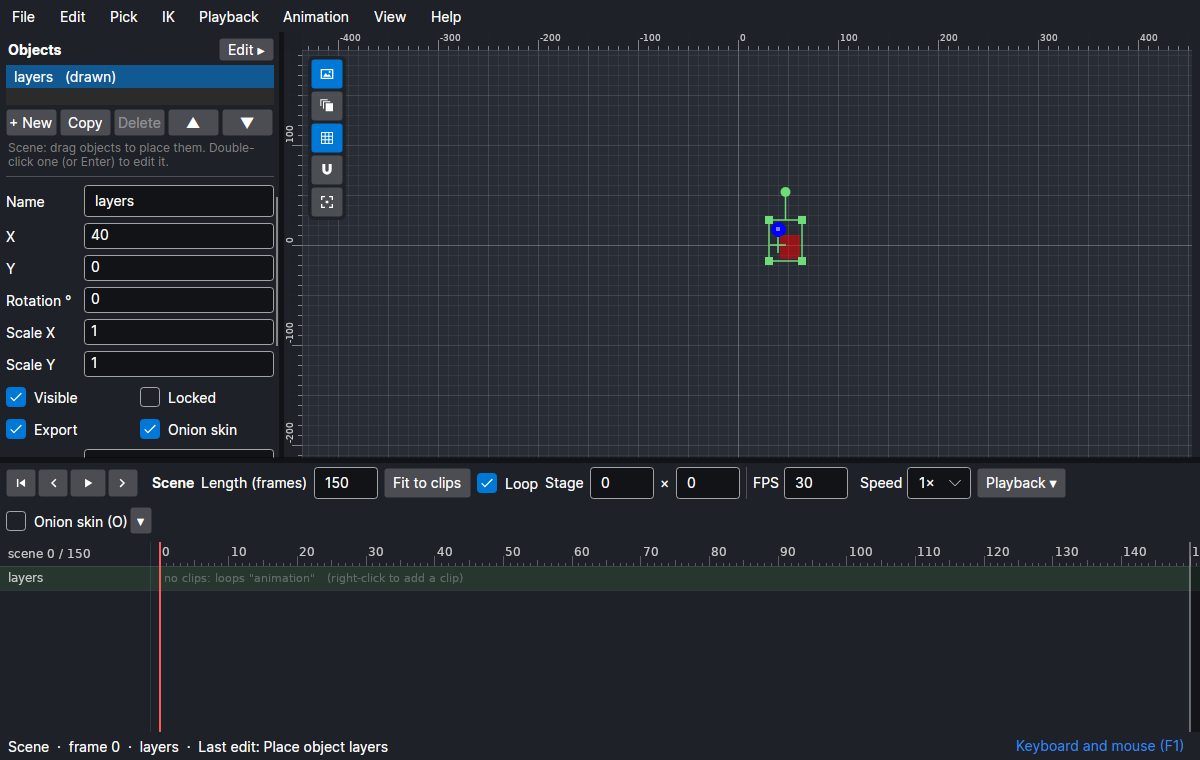 File Edit Pick IK Playback Animation View Help
Objects Edit ▸
layers (drawn)
+ New Copy Delete ▲ ▼
Scene: drag objects to place them. Double-
click one (or Enter) to edit it.
Name layers
X 40
Y 0
Rotation ° 0
Scale X 1
Scale Y 1
Visible Locked
Export Onion skin
-400 -300 -200 -100 0 100 200 300 400
100
0
-100
-200
Scene Length (frames) 150 Fit to clips Loop Stage 0 × 0 FPS 30 Speed 1× Playback ▾
Onion skin (O) ▾
scene 0 / 150 0 10 20 30 40 50 60 70 80 90 100 110 120 130 140 1
layers no clips: loops "animation" (right-click to add a clip)
Scene · frame 0 · layers · Last edit: Place object layers Keyboard and mouse (F1)